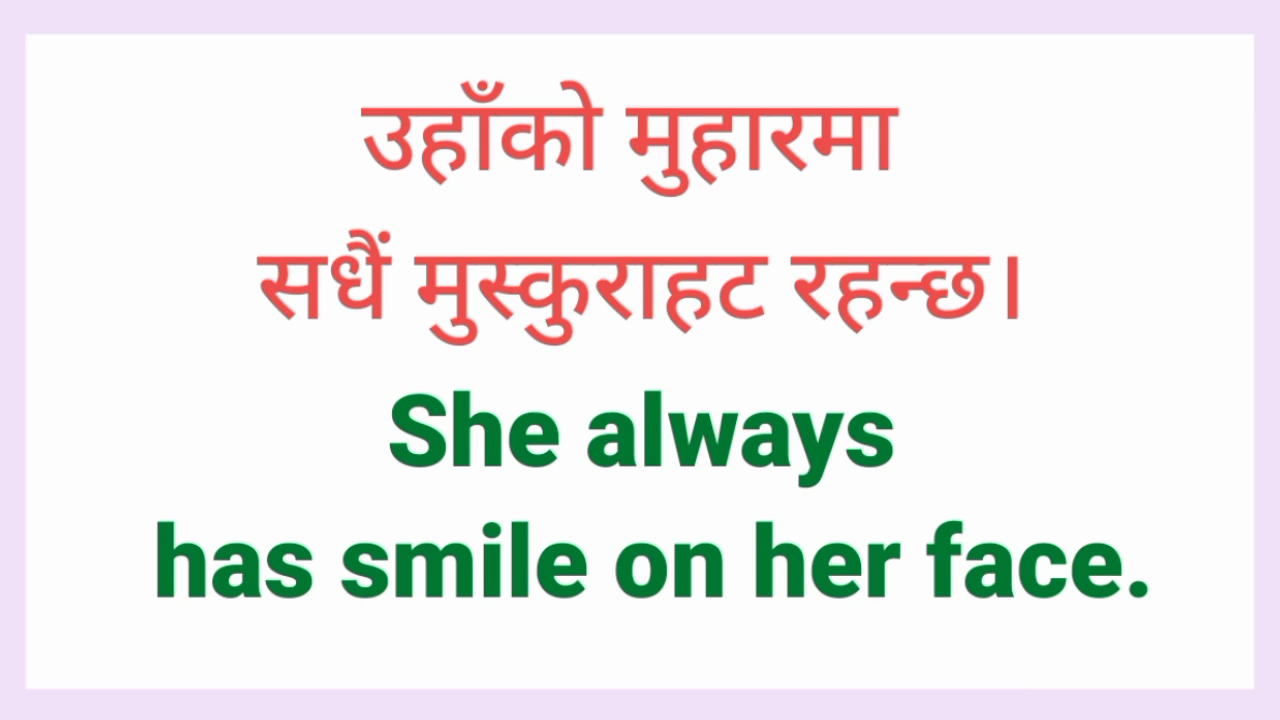 उहाँको मुहारमा
सधैं मुस्कुराहट रहन्छ।
She always
has smile on her face.